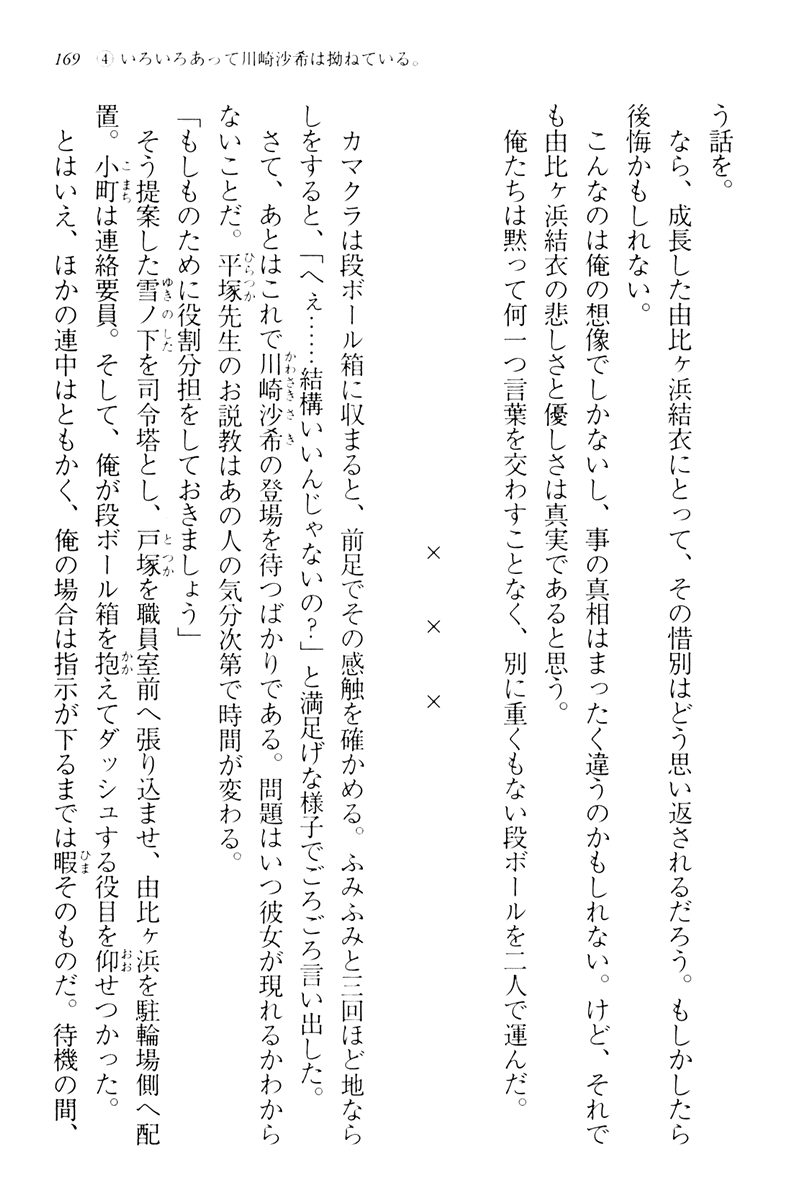 169 ④ いろいろあって川崎沙希は拗ねている。
う話を。
なら、成長した由比ヶ浜結衣にとって、その惜別はどう思い返されるだろう。もしかしたら
後悔かもしれない。
こんなのは俺の想像でしかないし、事の真相はまったく違うのかもしれない。けど、それで
も由比ヶ浜結衣の悲しさと優しさは真実であると思う。
俺たちは黙って何一つ言葉を交わすことなく、別に重くもない段ボールを二人で運んだ。
× × ×
カマクラは段ボール箱に収まると、前足でその感触を確かめる。ふみふみと三回ほど地なら
しをすると、「へぇ……結構いいんじゃないの？」と満足げな様子でごろごろ言い出した。
さて、あとはこれで川崎沙希の登場を待つばかりである。問題はいつ彼女が現れるかわから
ないことだ。平塚先生のお説教はあの人の気分次第で時間が変わる。
「もしものために役割分担をしておきましょう」
そう提案した雪ノ下を司令塔とし、戸塚を職員室前へ張り込ませ、由比ヶ浜を駐輪場側へ配
置。小町は連絡要員。そして、俺が段ボール箱を抱えてダッシュする役目を仰せつかった。
とはいえ、ほかの連中はともかく、俺の場合は指示が下るまでは暇そのものだ。待機の間、